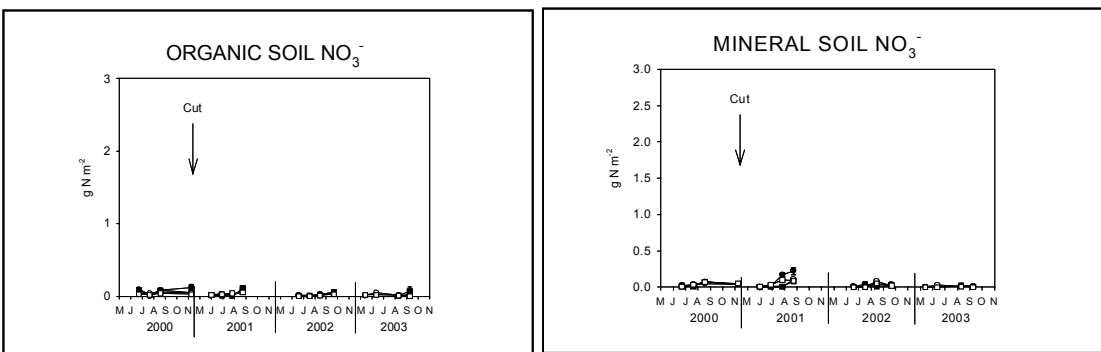 ORGANIC SOIL NO3-
3
2
1
0
g N m-2
Cut
M J J A S O N M J J A S O N M J J A S O N M J J A S O N
2000 2001 2002 2003
MINERAL SOIL NO3-
3.0
2.5
2.0
1.5
1.0
0.5
0.0
g N m-2
Cut
M J J A S O N M J J A S O N M J J A S O N M J J A S O N
2000 2001 2002 2003